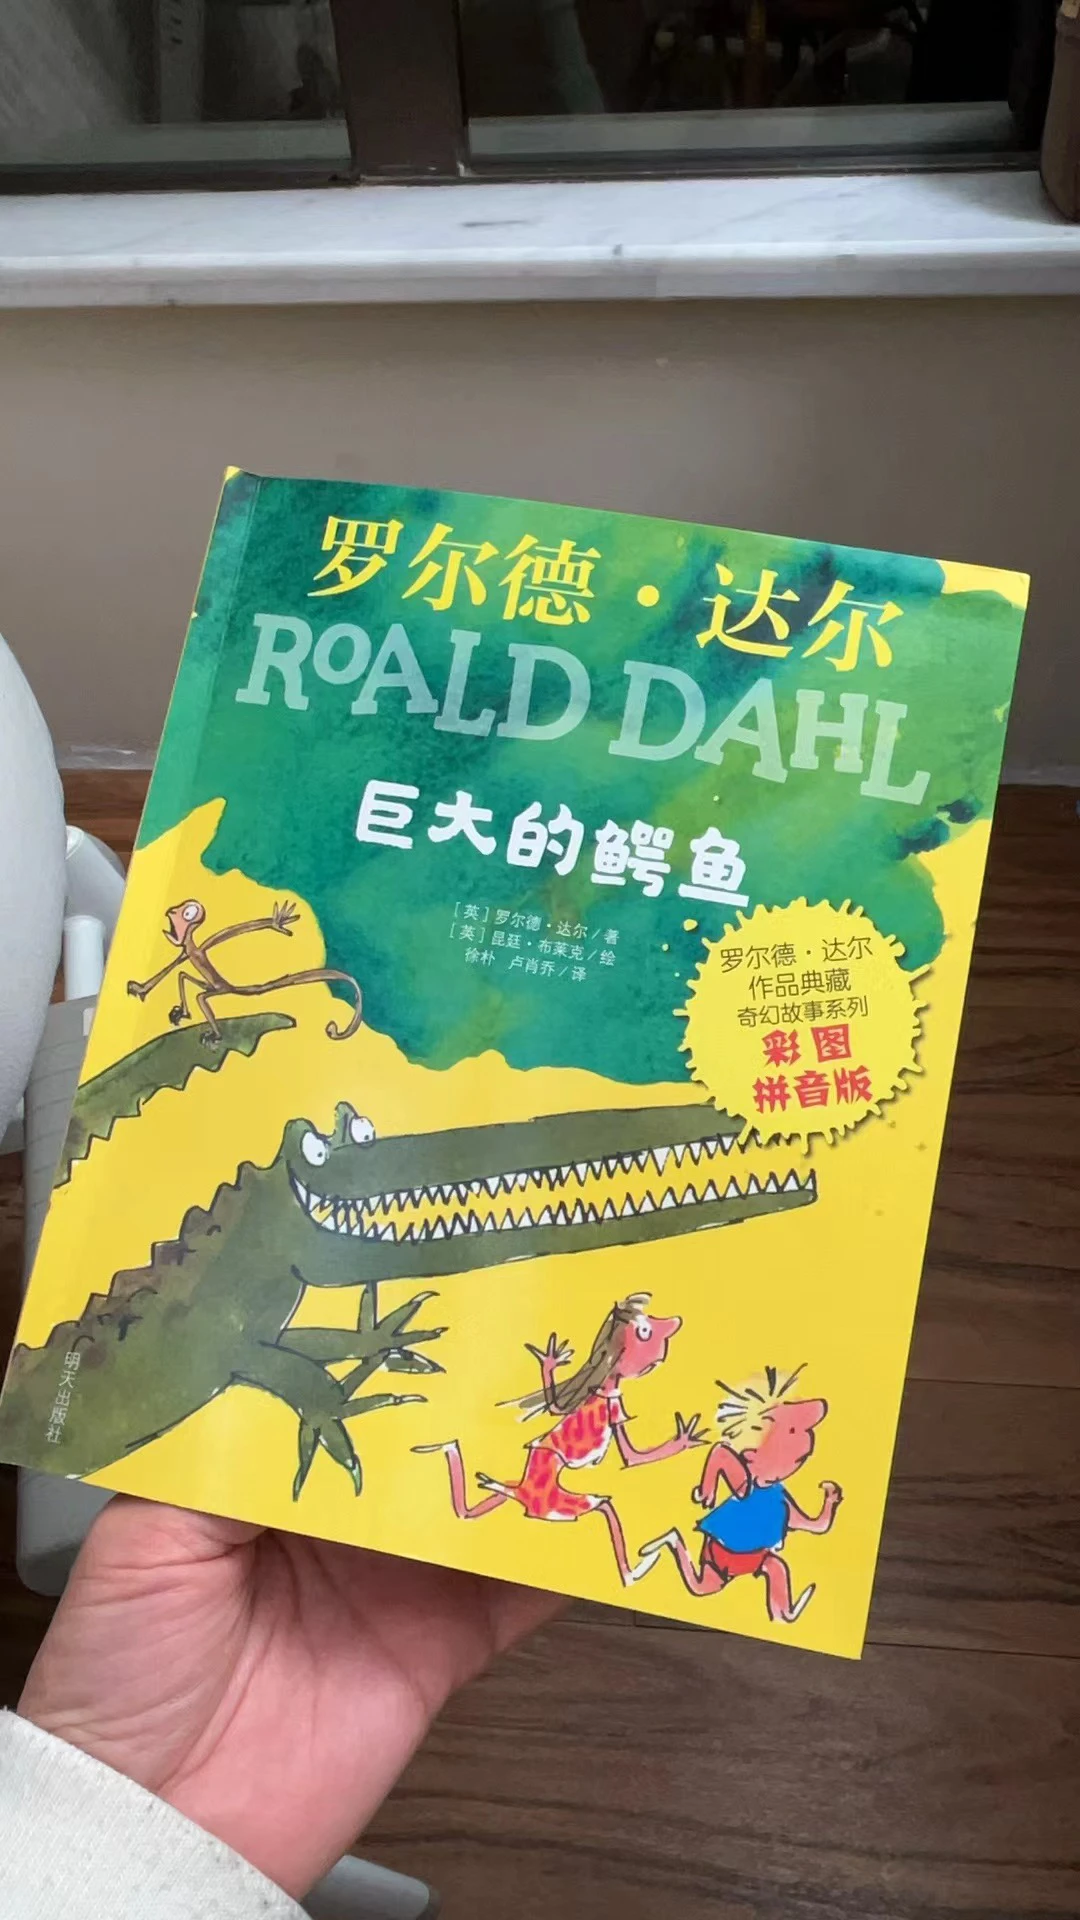 罗尔德·达尔
ROALD DAHL
巨大的鳄鱼
[英]罗尔德·达尔/著
[英]昆廷·布莱克/绘
徐朴 卢肖乔/译
罗尔德·达尔
作品典藏
奇幻故事系列
彩图
拼音版
明天出版社